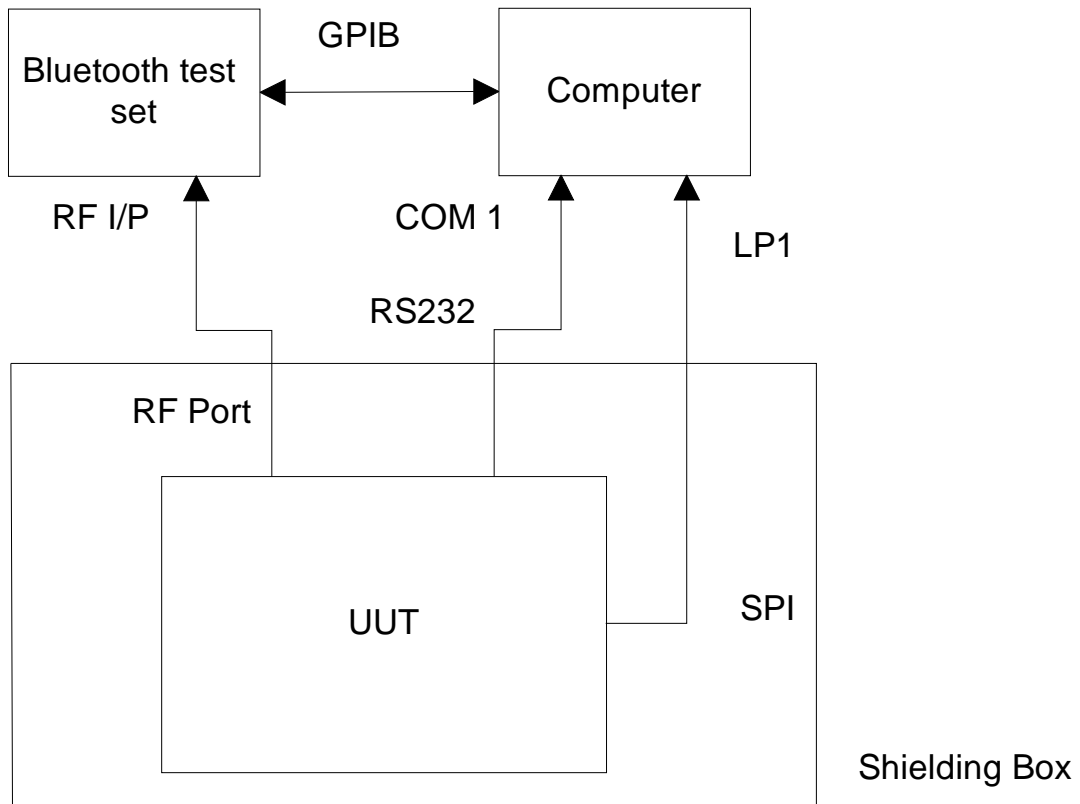 GPIB
Bluetooth test
set
Computer
RF I/P
COM 1
LP1
RS232
RF Port
UUT
SPI
Shielding Box